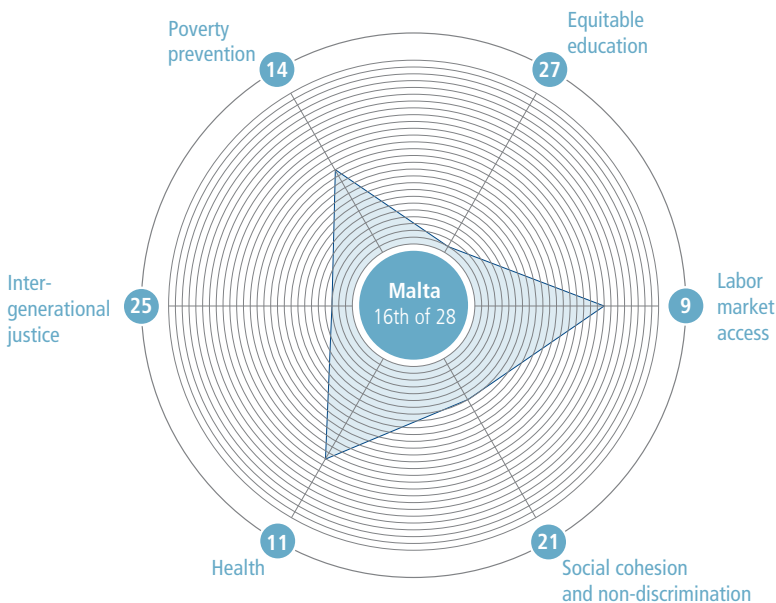 Poverty
prevention
14
Equitable
education
27
Inter-
generational
justice
25
Malta
16th of 28
9
Labor
market
access
11
Health
21
Social cohesion
and non-discrimination